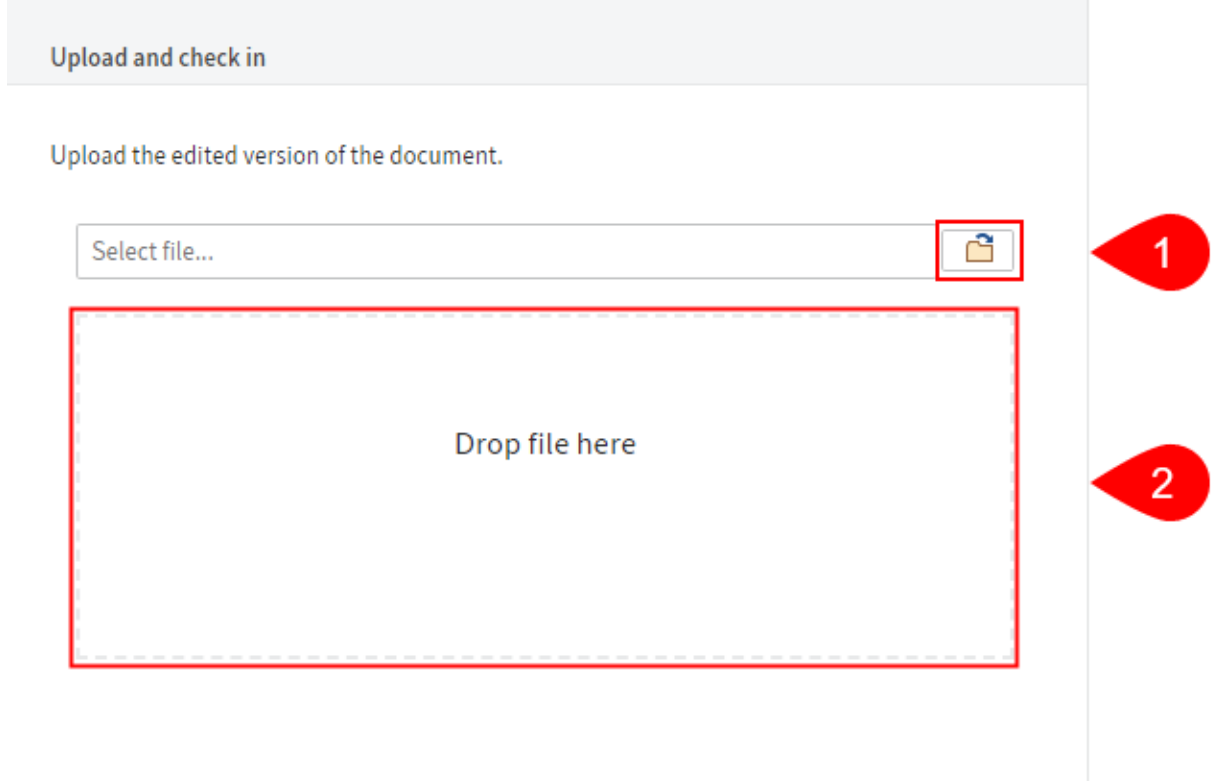 Upload and check in
Upload the edited version of the document.
Select file...
1
Drop file here
2